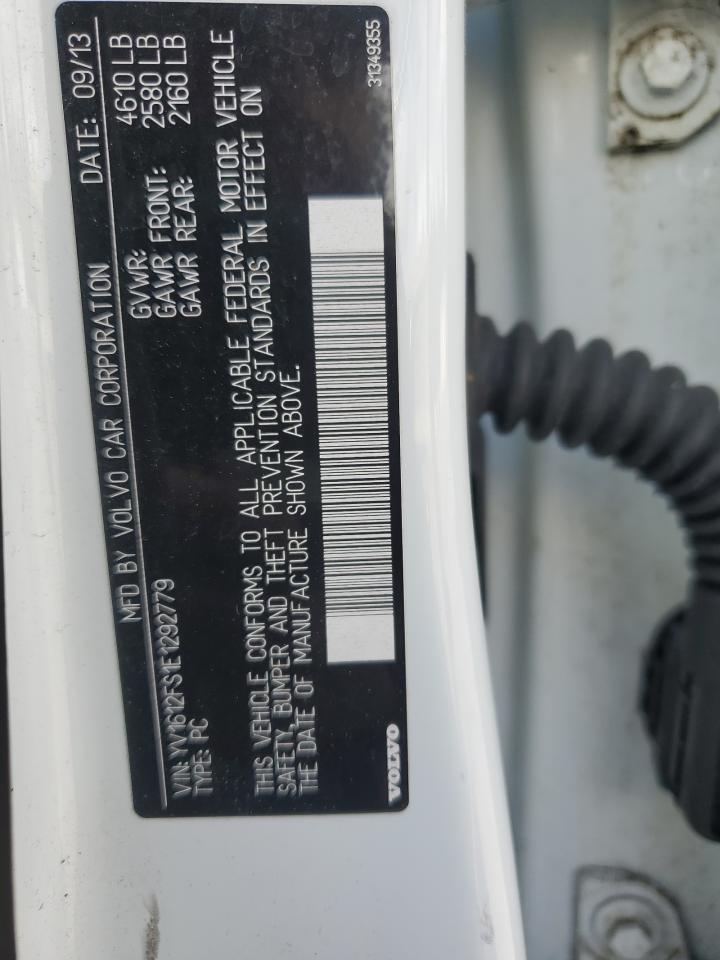 MFD BY VOLVO CAR CORPORATION DATE: 09/13
GVWR: 4610 LB
GAWR FRONT: 2580 LB
GAWR REAR: 2160 LB
VIN: YV1612FS1E1292779
TYPE: PC
THIS VEHICLE CONFORMS TO ALL APPLICABLE FEDERAL MOTOR VEHICLE
SAFETY, BUMPER AND THEFT PREVENTION STANDARDS IN EFFECT ON
THE DATE OF MANUFACTURE SHOWN ABOVE.
VOLVO
31349355